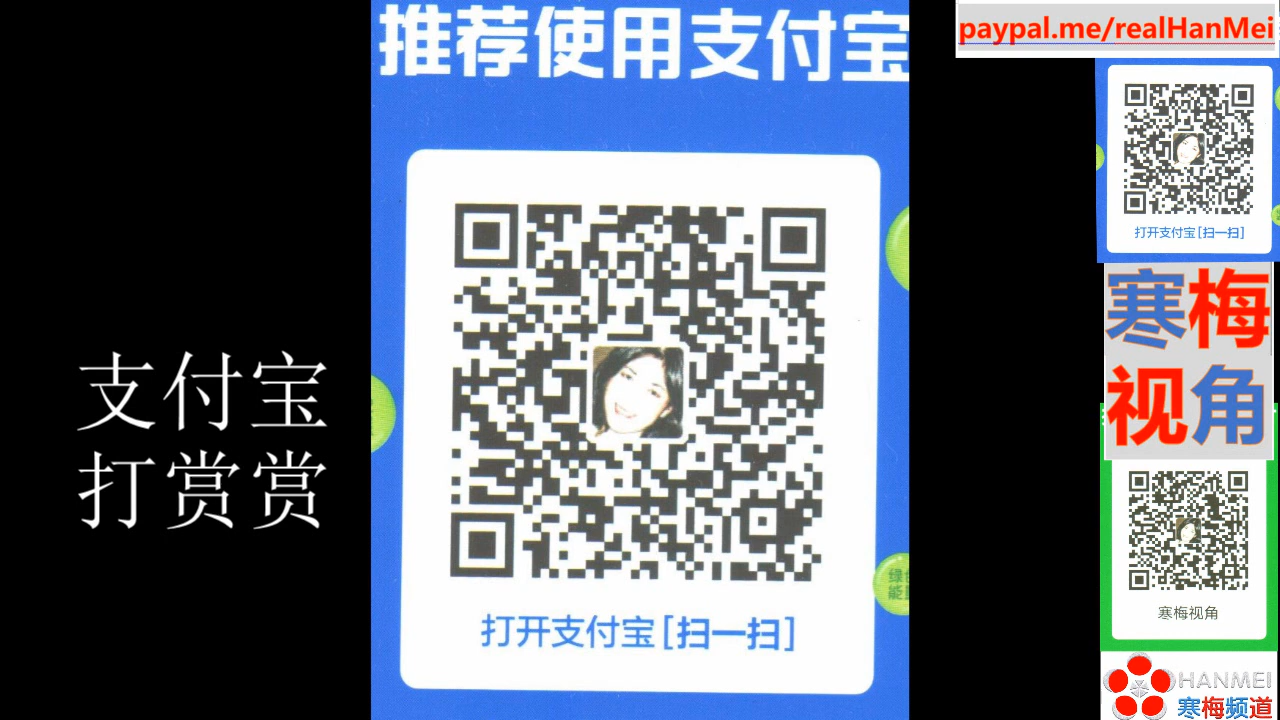 推荐使用支付宝
支付宝
打赏赏
打开支付宝[扫一扫]
paypal.me/realHanMei
打开支付宝[扫一扫]
寒梅
视角
寒梅视角
HANMEI
寒梅频道